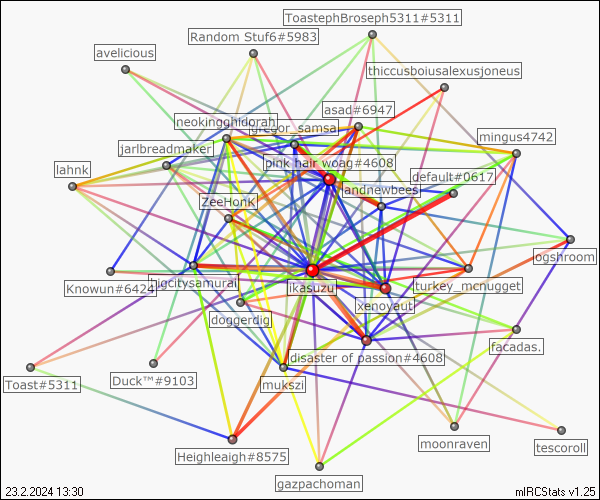 ToastephBroseph5311#5311
Random Stuf6#5983
avelicious
thiccusboiusalexusjoneus
asad#6947
neokingghidorah
gregor_samsa
mingus4742
jarlbreadmaker
pink hair woag#4608
lahnk
default#0617
landnewbees
ZeeHonk
ogshroom
Knowun#6424
bigcitysamurai
ikasuzu
turkey_mcnugget
xenoyaut
doggerdig
facadas.
disaster of passion#4608
Toast#5311
Duck™#9103
mukszi
Heighleaigh#8575
moonraven
tescoroll
gazpachoman
23.2.2024 13:30
mIRCStats v1.25